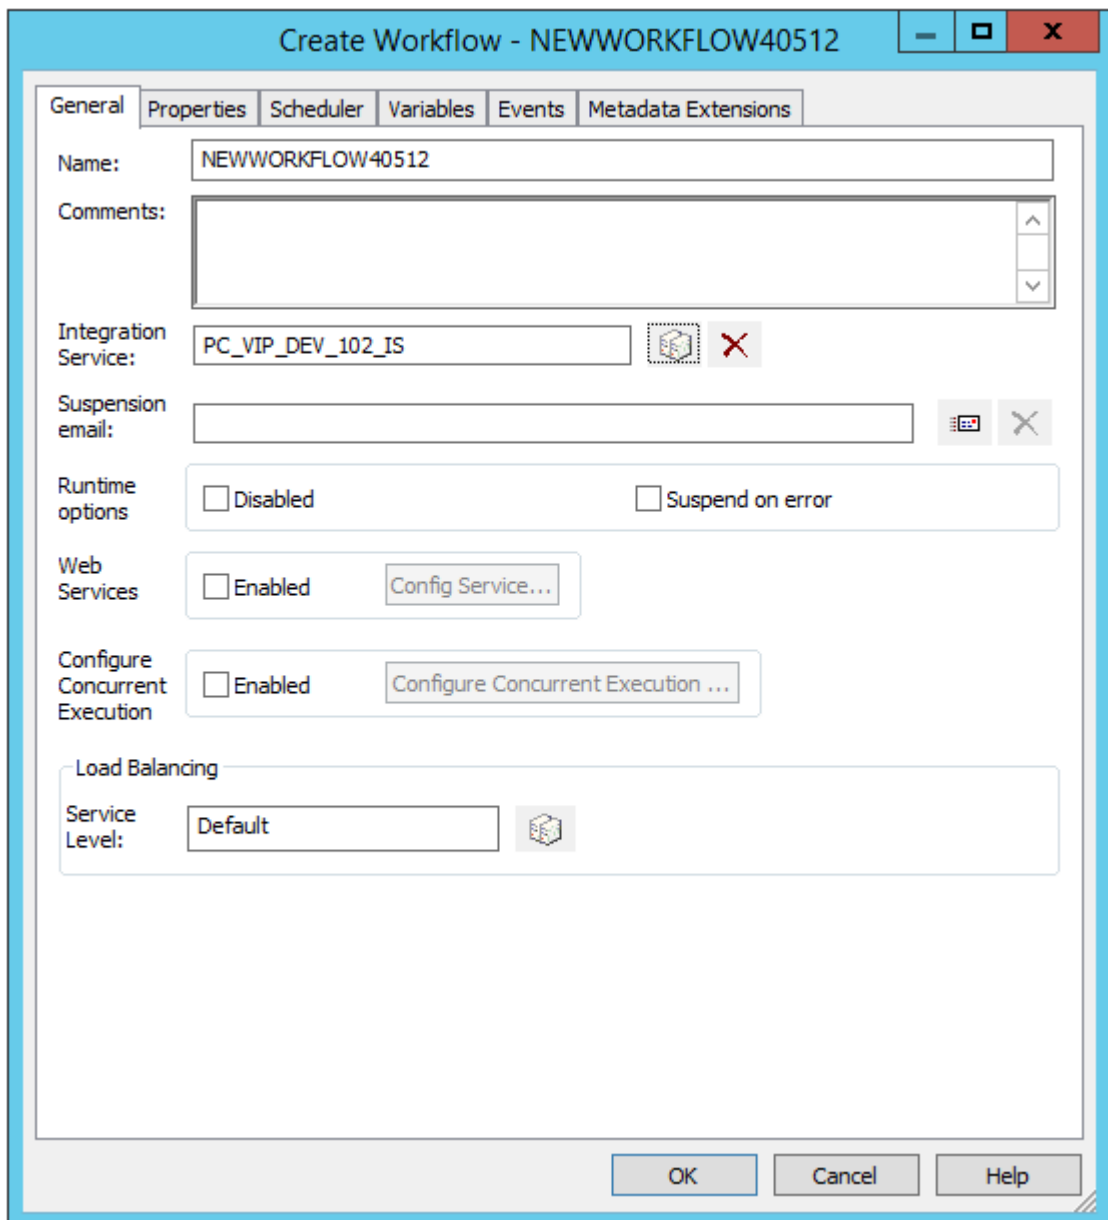 Create Workflow - NEWWORKFLOW40512
General Properties Scheduler Variables Events Metadata Extensions
Name: NEWWORKFLOW40512
Comments:
Integration
Service: PC_VIP_DEV_102_IS
Suspension
email:
Runtime
options Disabled Suspend on error
Web
Services Enabled Config Service...
Configure
Concurrent
Execution Enabled Configure Concurrent Execution ...
Load Balancing
Service
Level: Default
OK Cancel Help